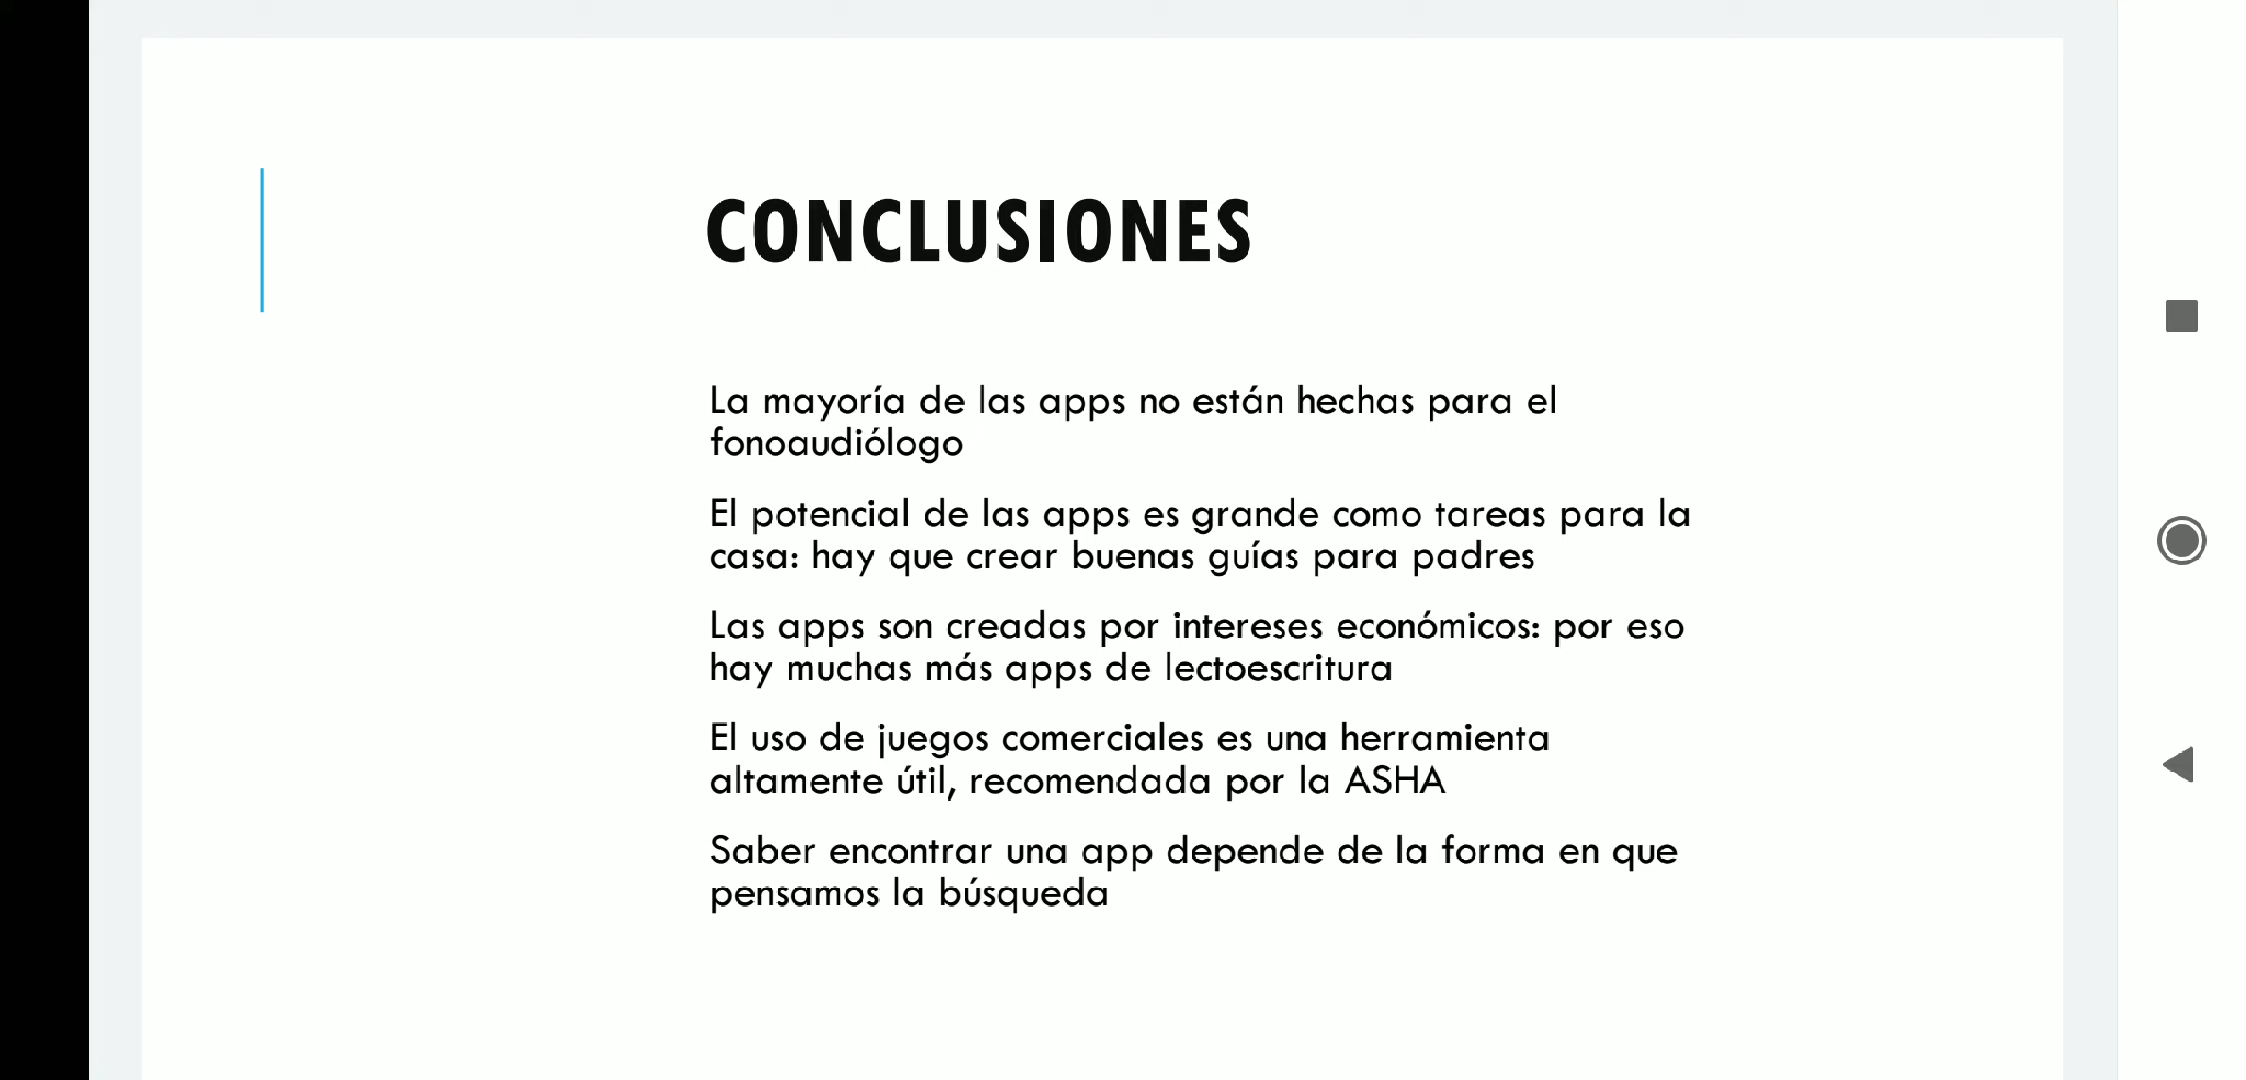 CONCLUSIONES
La mayoría de las apps no están hechas para el
fonoaudiólogo
El potencial de las apps es grande como tareas para la
casa: hay que crear buenas guías para padres
Las apps son creadas por intereses económicos: por eso
hay muchas más apps de lectoescritura
El uso de juegos comerciales es una herramienta
altamente útil, recomendada por la ASHA
Saber encontrar una app depende de la forma en que
pensamos la búsqueda